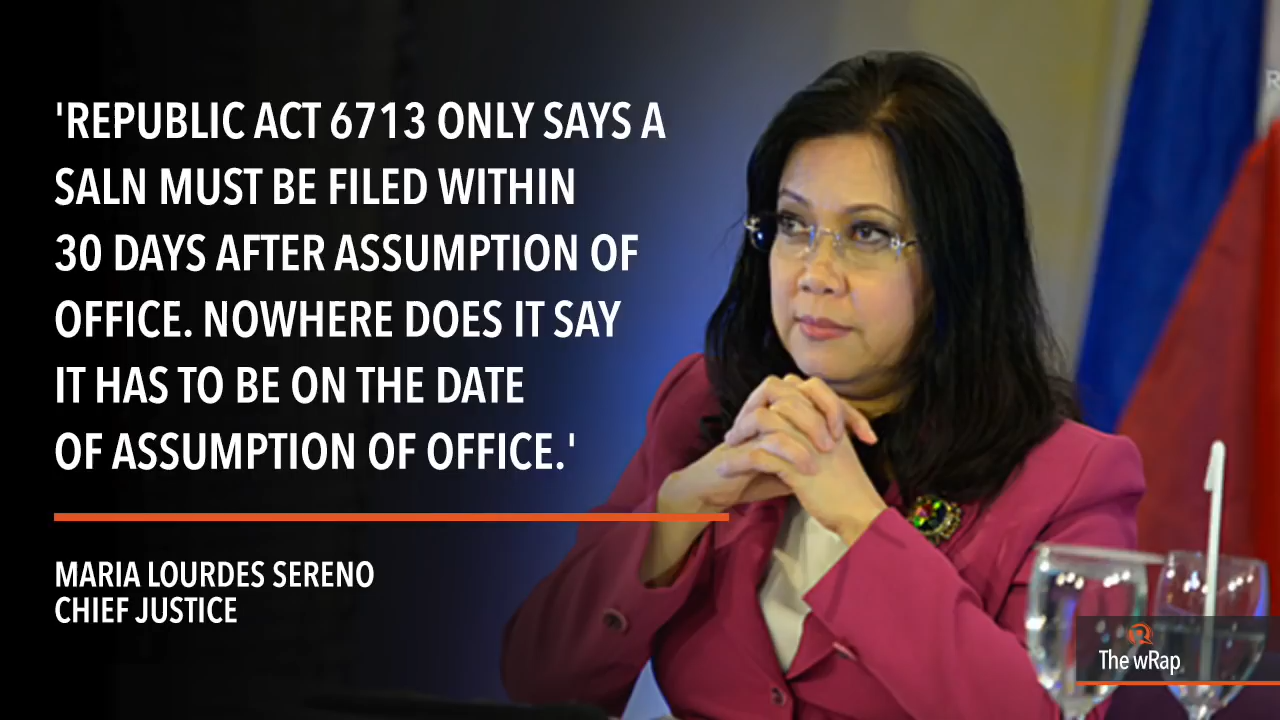 'REPUBLIC ACT 6713 ONLY SAYS A
SALN MUST BE FILED WITHIN
30 DAYS AFTER ASSUMPTION OF
OFFICE. NOWHERE DOES IT SAY
IT HAS TO BE ON THE DATE
OF ASSUMPTION OF OFFICE.'
MARIA LOURDES SERENO
CHIEF JUSTICE
The wRap